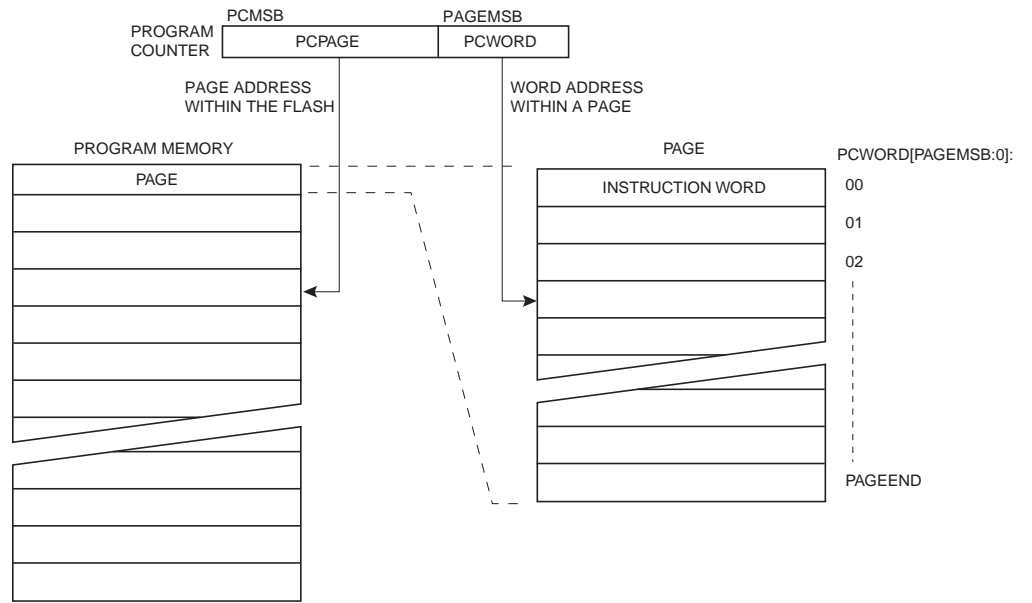 PCMSB
PAGEMSB
PROGRAM
COUNTER
PCPAGE
PCWORD
PAGE ADDRESS
WITHIN THE FLASH
WORD ADDRESS
WITHIN A PAGE
PROGRAM MEMORY
PAGE
PAGE
PCWORD[PAGEMSB:0]:
INSTRUCTION WORD
00
01
02
PAGEEND